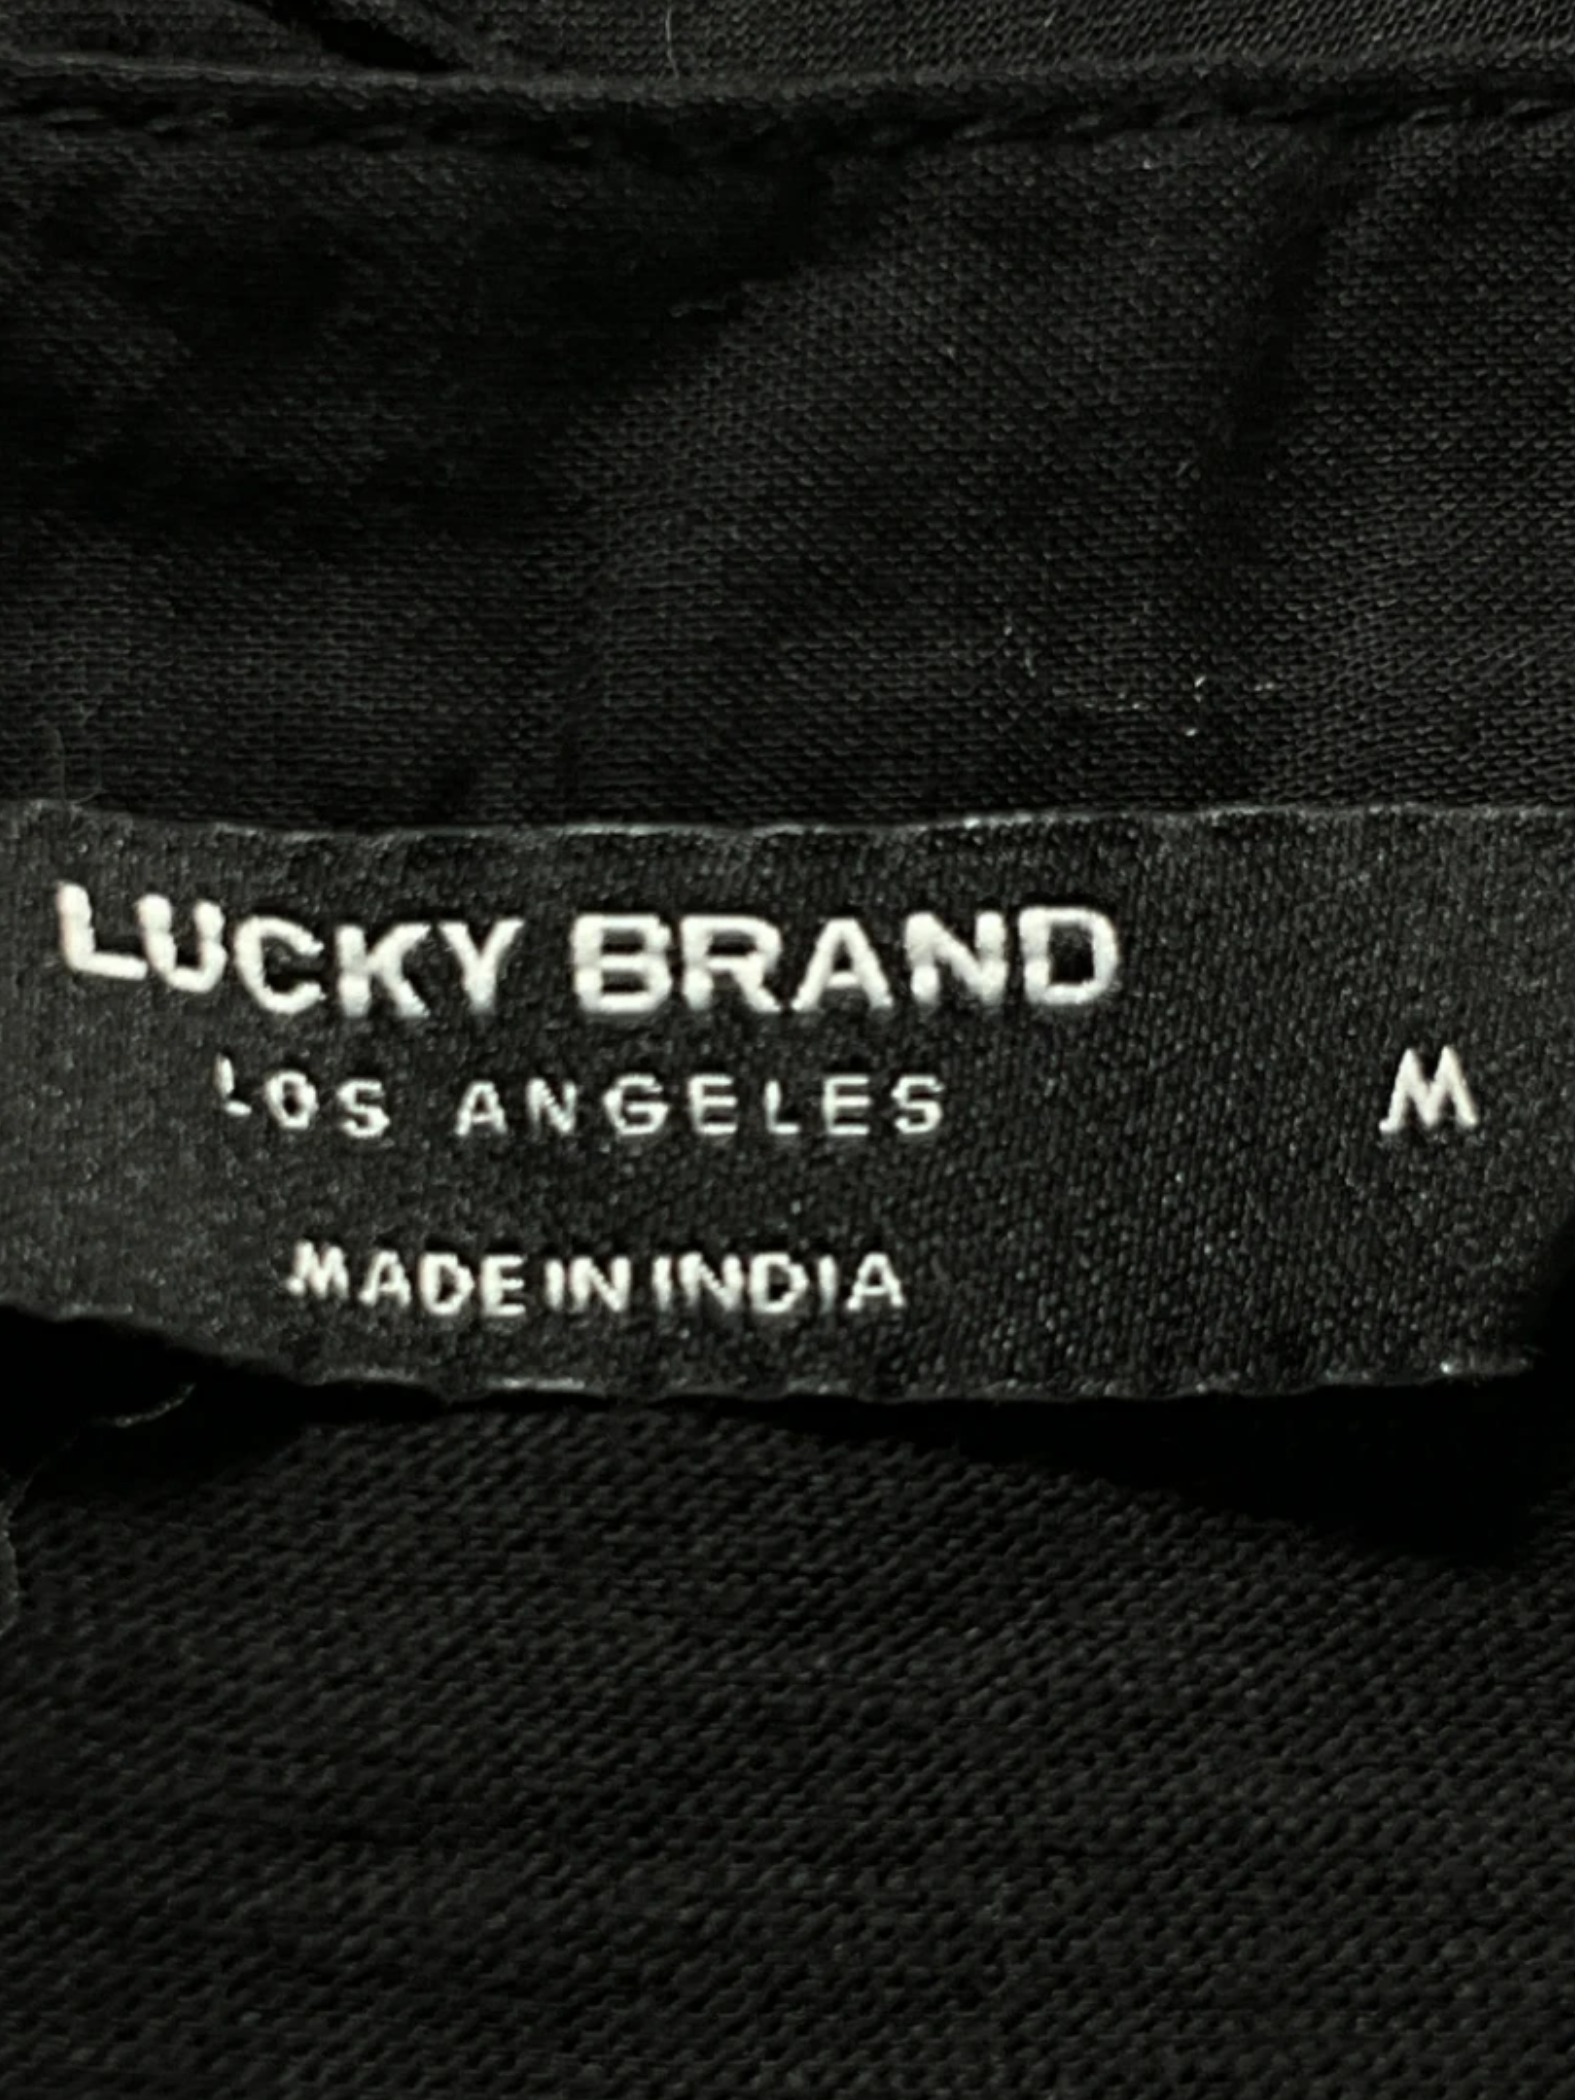 LUCKY BRAND
LOS ANGELES
M
MADE IN INDIA